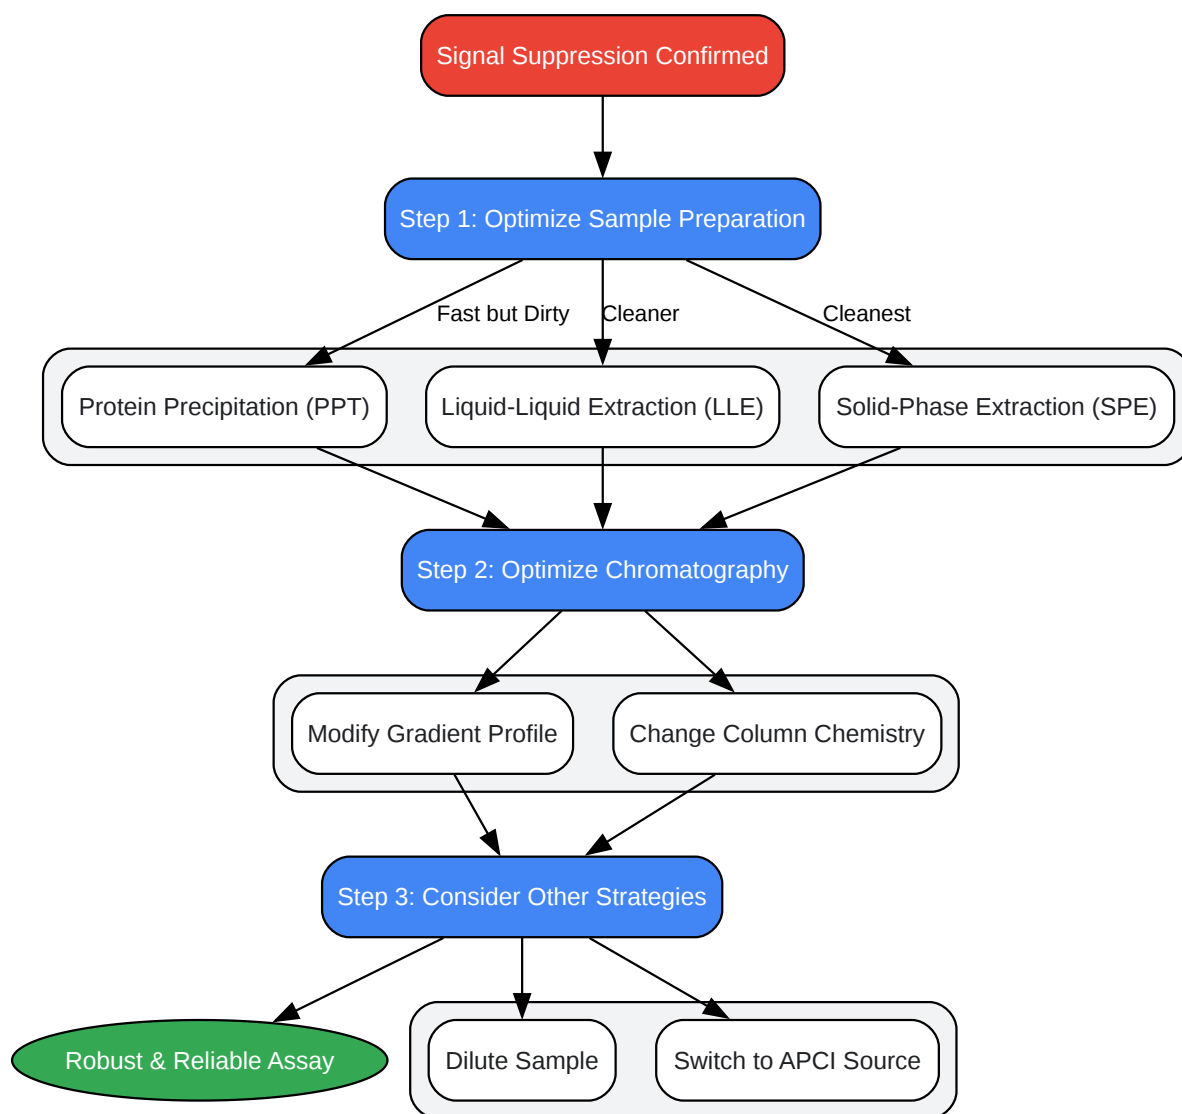 Signal Suppression Confirmed
Step 1: Optimize Sample Preparation
Fast but Dirty
Cleaner
Cleanest
Protein Precipitation (PPT)
Liquid-Liquid Extraction (LLE)
Solid-Phase Extraction (SPE)
Step 2: Optimize Chromatography
Modify Gradient Profile
Change Column Chemistry
Step 3: Consider Other Strategies
Robust & Reliable Assay
Dilute Sample
Switch to APCI Source